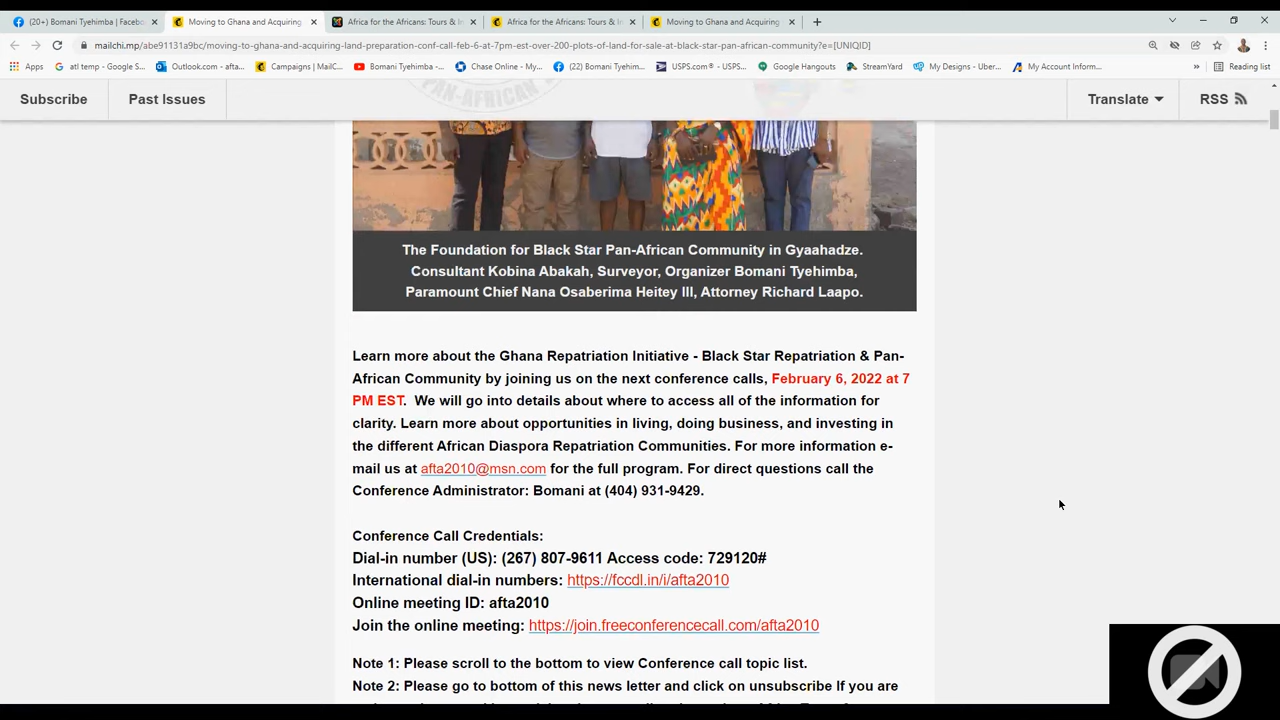 (20+) Bomani Tyehimba | Facebo
Moving to Ghana and Acquiring
Africa for the Africans: Tours & In
Africa for the Africans: Tours & In
Moving to Ghana and Acquiring
mailchi.mp/abe91131a9bc/moving-to-ghana-and-acquiring-land-preparation-conf-call-feb-6-at-7pm-est-over-200-plots-of-land-for-sale-at-black-star-pan-african-community?e=[UNIQID]
Apps
atl temp - Google S...
Outlook.com - afta...
Campaigns | MailC...
Bomani Tyehimba -...
Chase Online - My...
(22) Bomani Tyehim...
USPS.com® - USPS...
Google Hangouts
StreamYard
My Designs - Uber...
My Account Inform...
»
Reading list
Subscribe
Past Issues
Translate
RSS
PAN-AFRICAN
The Foundation for Black Star Pan-African Community in Gyaahadze.
Consultant Kobina Abakah, Surveyor, Organizer Bomani Tyehimba,
Paramount Chief Nana Osaberima Heitey III, Attorney Richard Laapo.
Learn more about the Ghana Repatriation Initiative - Black Star Repatriation & Pan-
African Community by joining us on the next conference calls, February 6, 2022 at 7
PM EST. We will go into details about where to access all of the information for
clarity. Learn more about opportunities in living, doing business, and investing in
the different African Diaspora Repatriation Communities. For more information e-
mail us at afta2010@msn.com for the full program. For direct questions call the
Conference Administrator: Bomani at (404) 931-9429.
Conference Call Credentials:
Dial-in number (US): (267) 807-9611 Access code: 729120#
International dial-in numbers: https://fccdl.in/i/afta2010
Online meeting ID: afta2010
Join the online meeting: https://join.freeconferencecall.com/afta2010
Note 1: Please scroll to the bottom to view Conference call topic list.
Note 2: Please go to bottom of this news letter and click on unsubscribe If you are